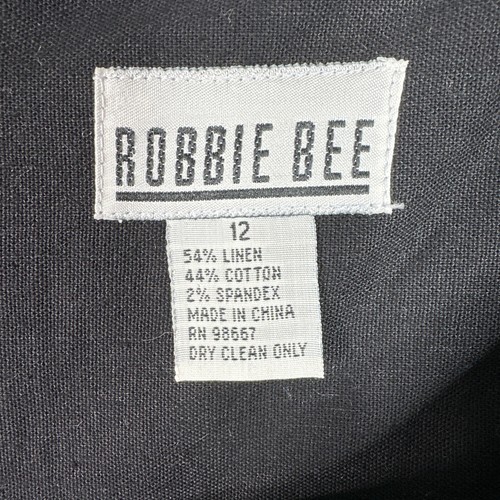 ROBBIE BEE
12
54% LINEN
44% COTTON
2% SPANDEX
MADE IN CHINA
RN 98667
DRY CLEAN ONLY